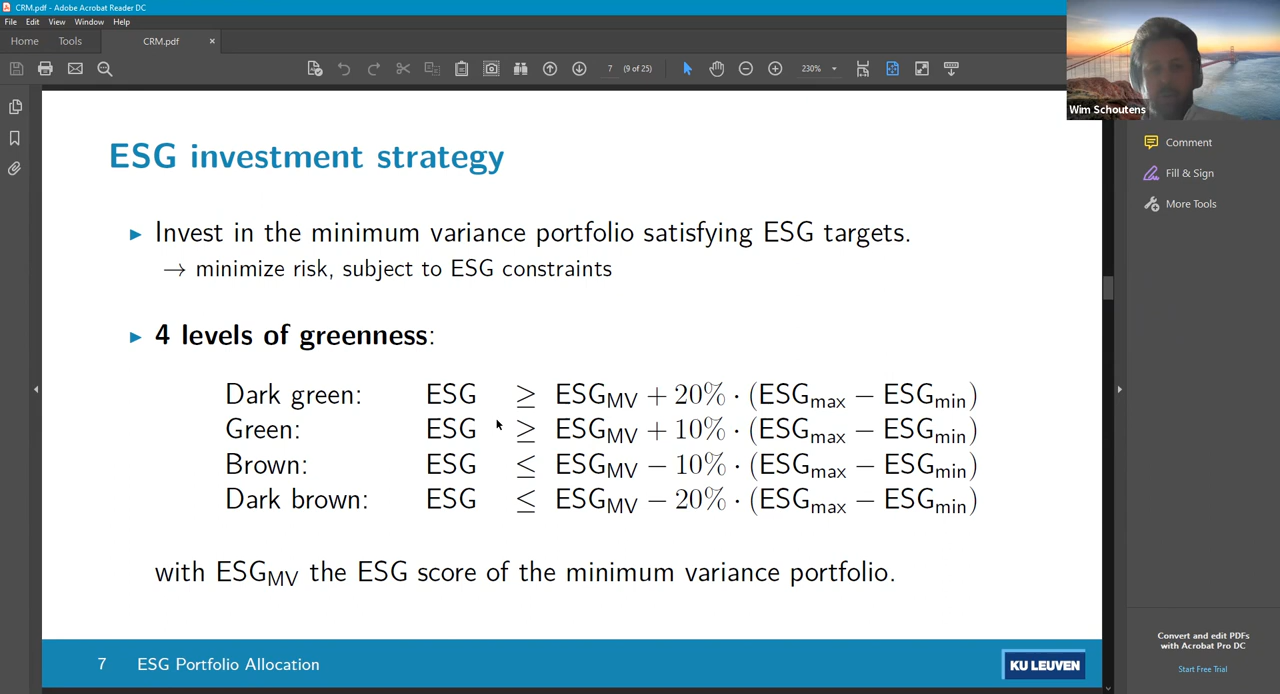 CRM.pdf - Adobe Acrobat Reader DC
File Edit View Window Help
Home Tools CRM.pdf ×
7 (9 of 25) 230%
Wim Schoutens
Comment
Fill & Sign
More Tools
ESG investment strategy
▶ Invest in the minimum variance portfolio satisfying ESG targets.
→ minimize risk, subject to ESG constraints
▶ 4 levels of greenness:
Dark green: ESG ≥ ESG_MV + 20% · (ESG_max − ESG_min)
Green: ESG ≥ ESG_MV + 10% · (ESG_max − ESG_min)
Brown: ESG ≤ ESG_MV − 10% · (ESG_max − ESG_min)
Dark brown: ESG ≤ ESG_MV − 20% · (ESG_max − ESG_min)
with ESG_MV the ESG score of the minimum variance portfolio.
7 ESG Portfolio Allocation
KU LEUVEN
Convert and edit PDFs
with Acrobat Pro DC
Start Free Trial